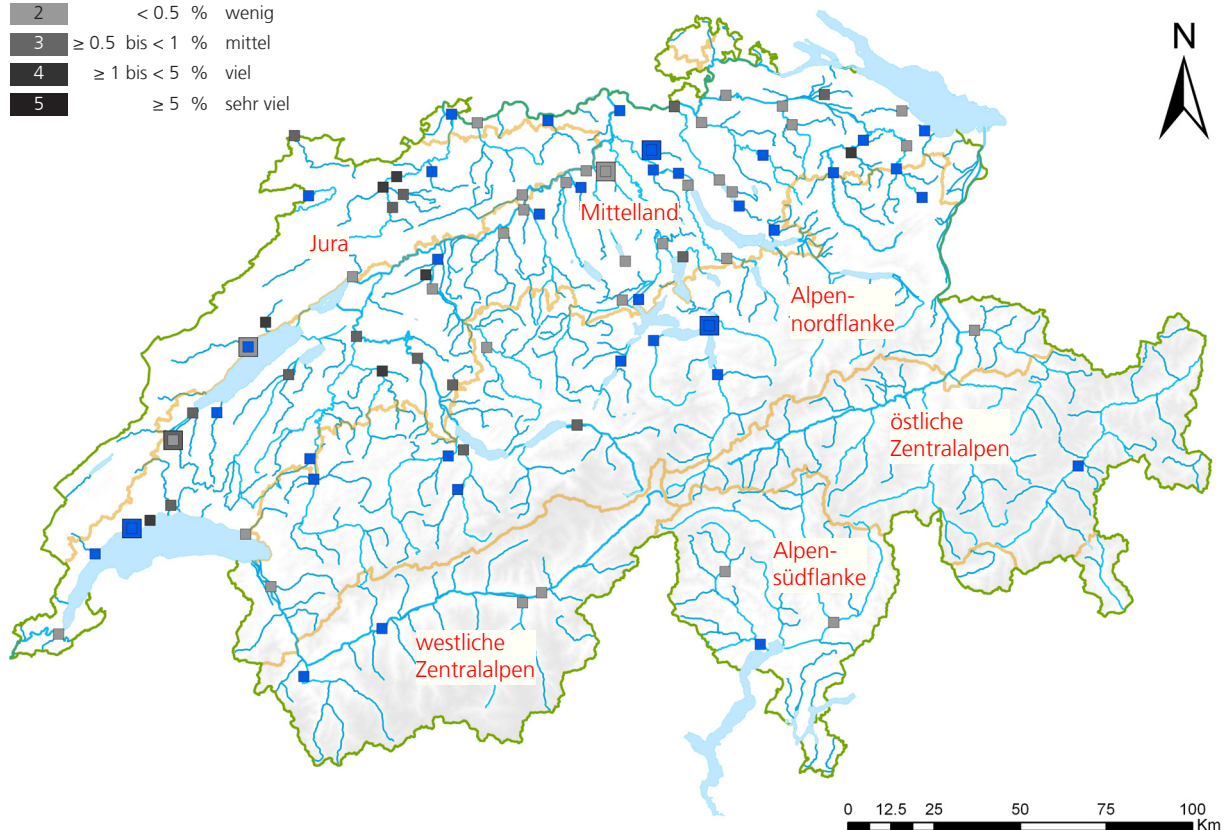 2 < 0.5 % wenig
3 ≥ 0.5 bis < 1 % mittel
4 ≥ 1 bis < 5 % viel
5 ≥ 5 % sehr viel
N
Mittelland
Jura
Alpen-
nordflanke
östliche
Zentralalpen
Alpen-
südflanke
westliche
Zentralalpen
0 12.5 25 50 75 100
Km